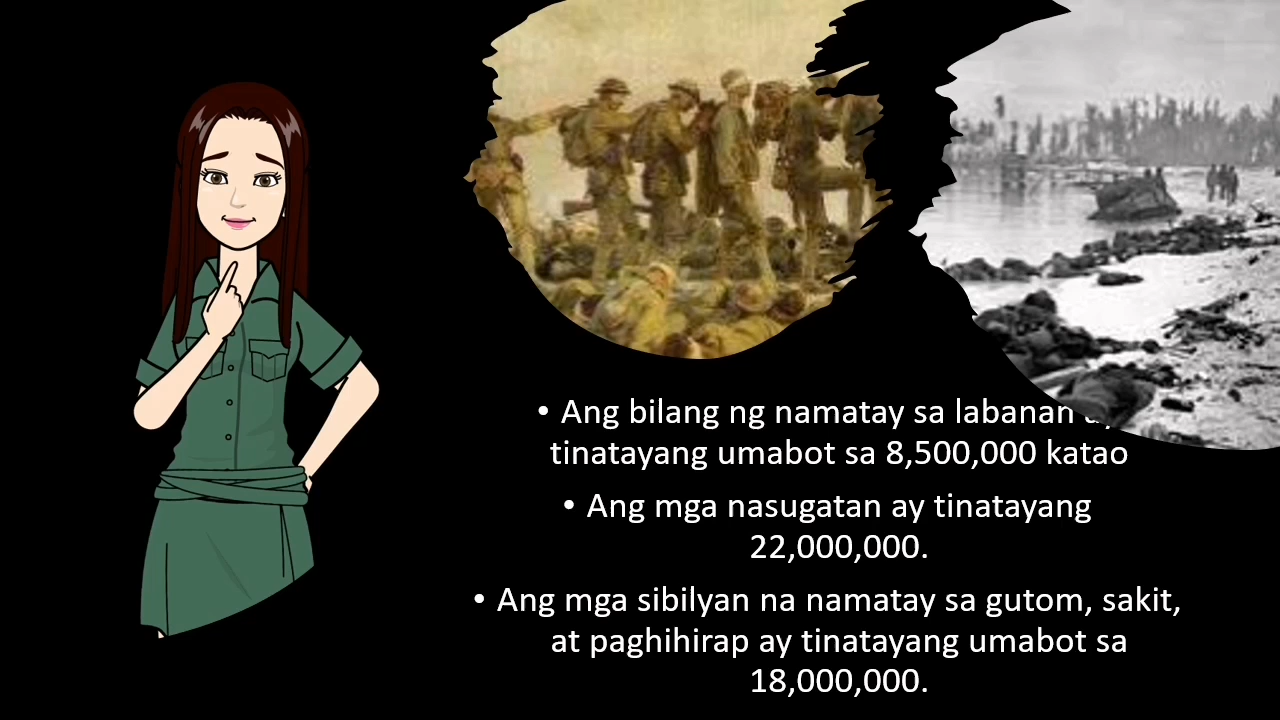 • Ang bilang ng namatay sa labanan
tinatayang umabot sa 8,500,000 katao
• Ang mga nasugatan ay tinatayang
22,000,000.
• Ang mga sibilyan na namatay sa gutom, sakit,
at paghihirap ay tinatayang umabot sa
18,000,000.